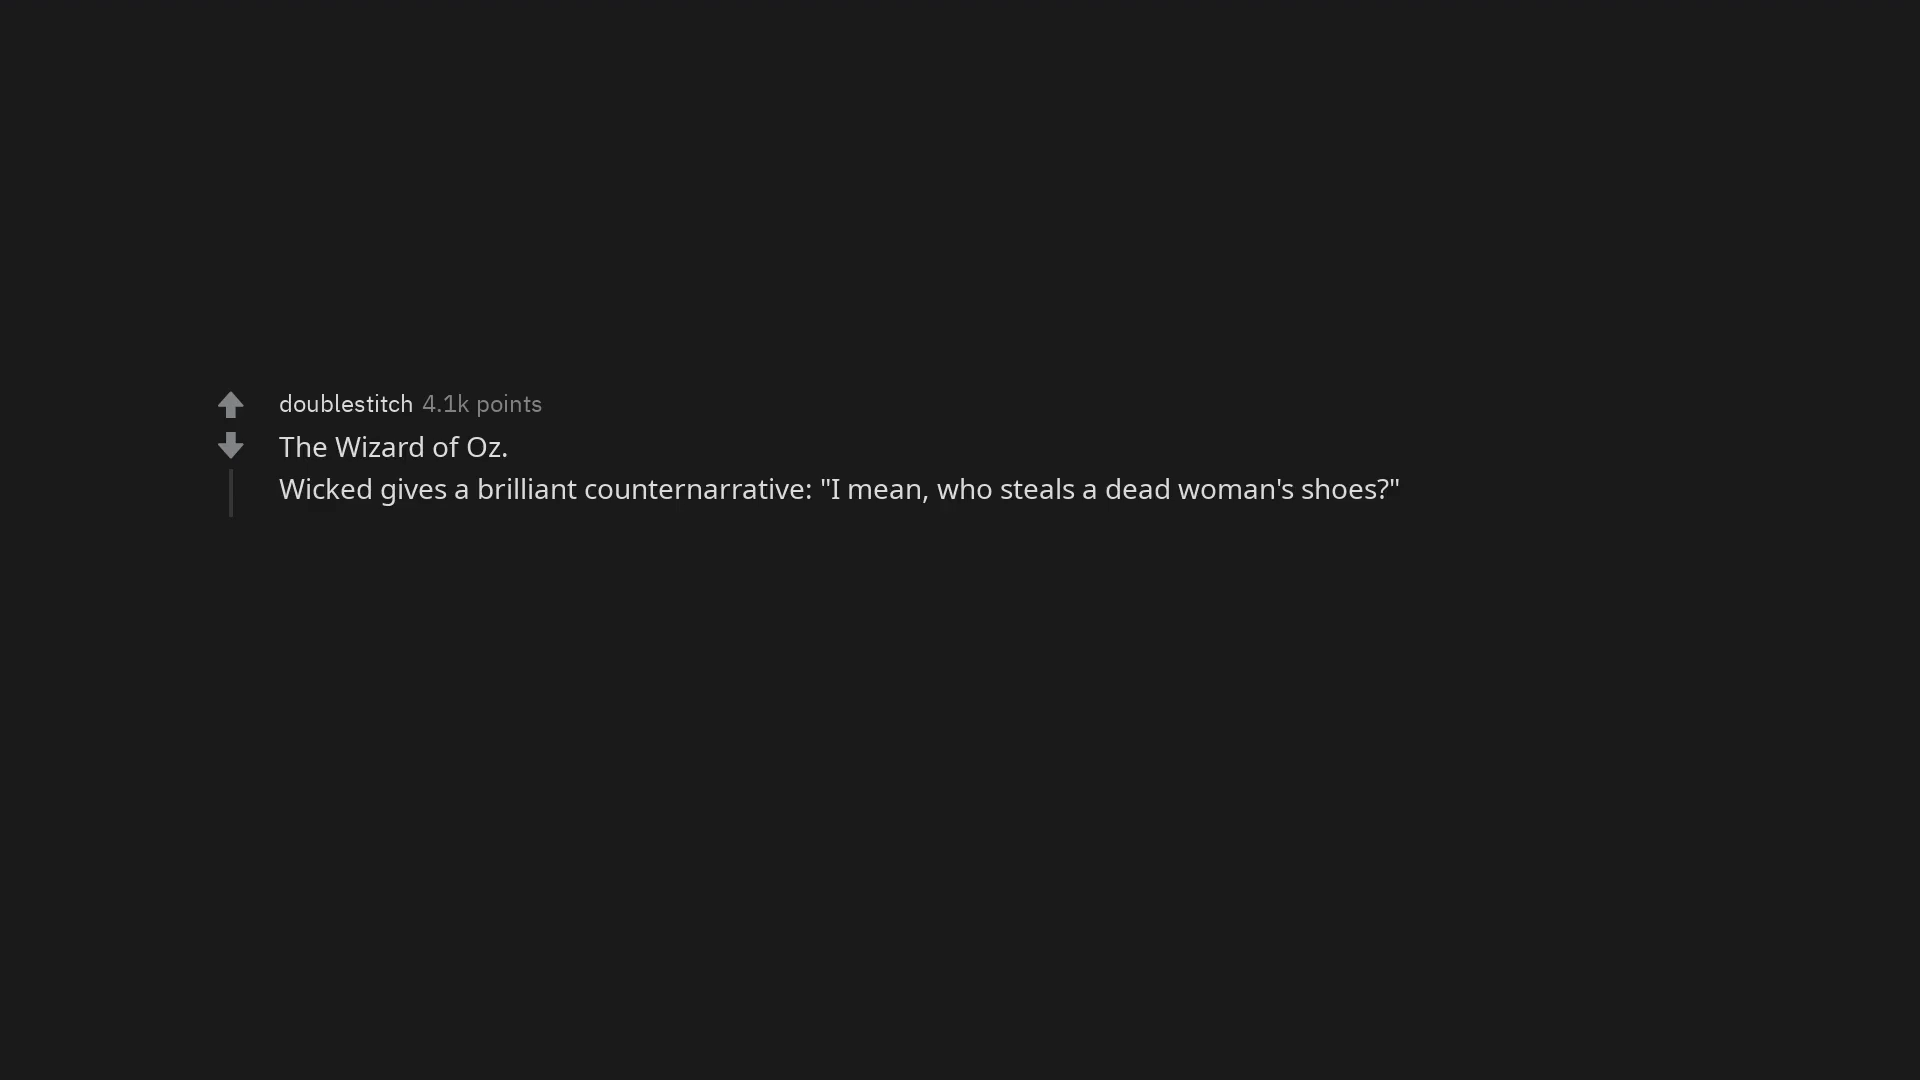 doublestitch 4.1k points
The Wizard of Oz.
Wicked gives a brilliant counternarrative: "I mean, who steals a dead woman's shoes?"